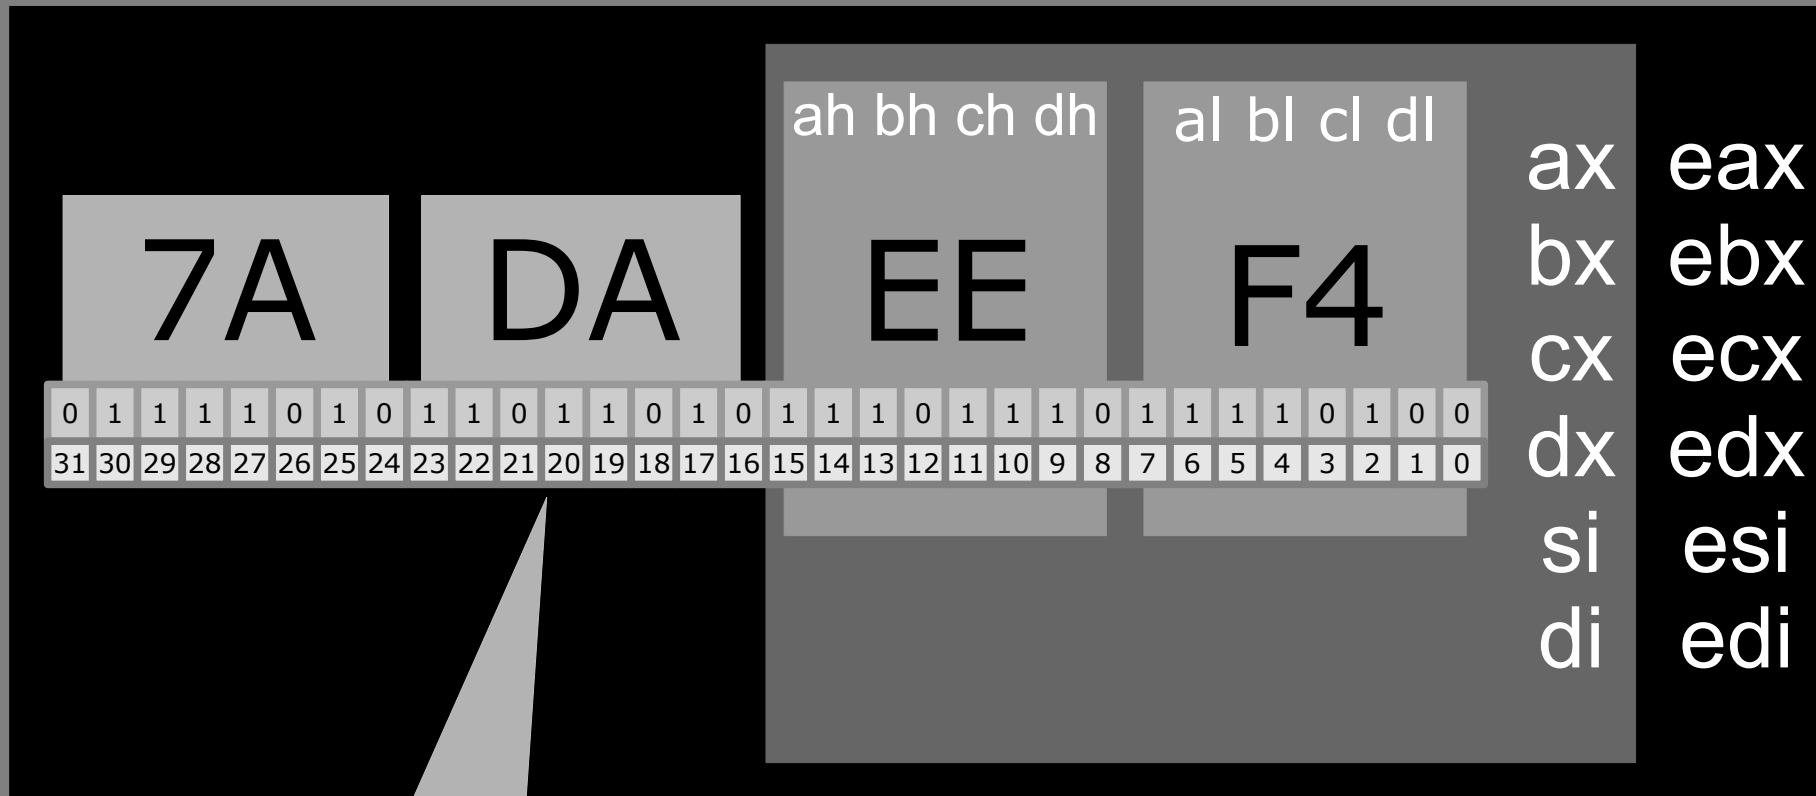 ah bh ch dh al bl cl dl
ax eax
7A DA EE F4
bx ebx
cx ecx
0 1 1 1 1 0 1 0 1 1 0 1 1 0 1 0 1 1 1 0 1 1 1 0 1 1 1 1 0 1 0 0
31 30 29 28 27 26 25 24 23 22 21 20 19 18 17 16 15 14 13 12 11 10 9 8 7 6 5 4 3 2 1 0
dx edx
si esi
di edi